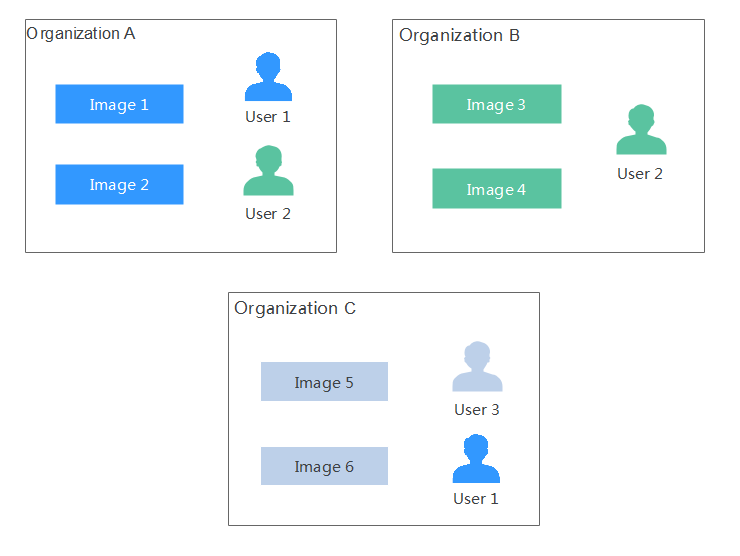 Organization A
Image 1
User 1
Image 2
User 2
Organization B
Image 3
Image 4
User 2
Organization C
Image 5
User 3
Image 6
User 1